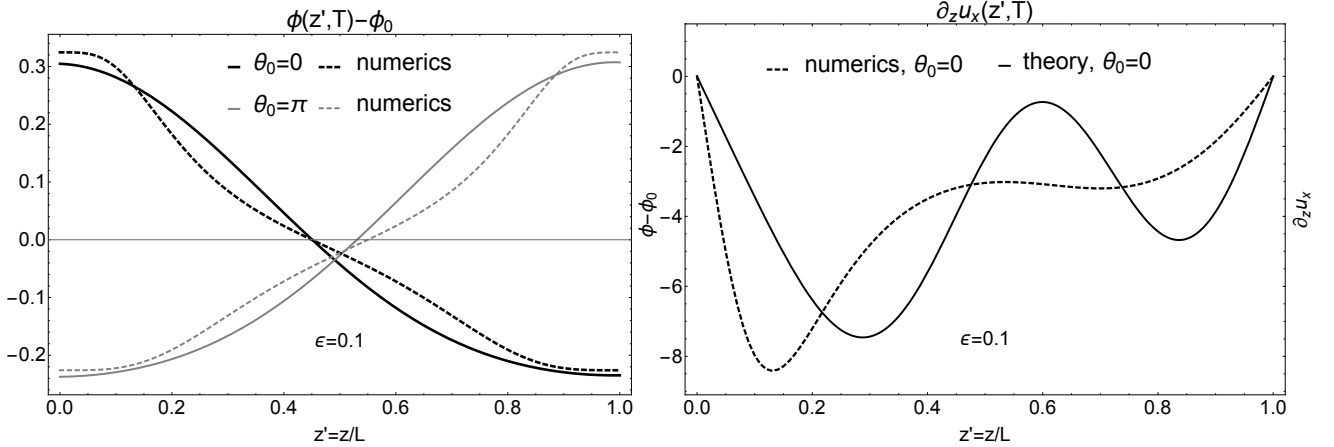 ϕ(z',T)−ϕ₀
θ₀=0 numerics
θ₀=π numerics
0.3
0.2
0.1
0.0
−0.1
−0.2
ϵ=0.1
0.0 0.2 0.4 0.6 0.8 1.0
z'=z/L
ϕ−ϕ₀
∂zux(z',T)
numerics, θ₀=0 theory, θ₀=0
0
−2
−4
−6
−8
ϵ=0.1
0.0 0.2 0.4 0.6 0.8 1.0
z'=z/L
∂zux